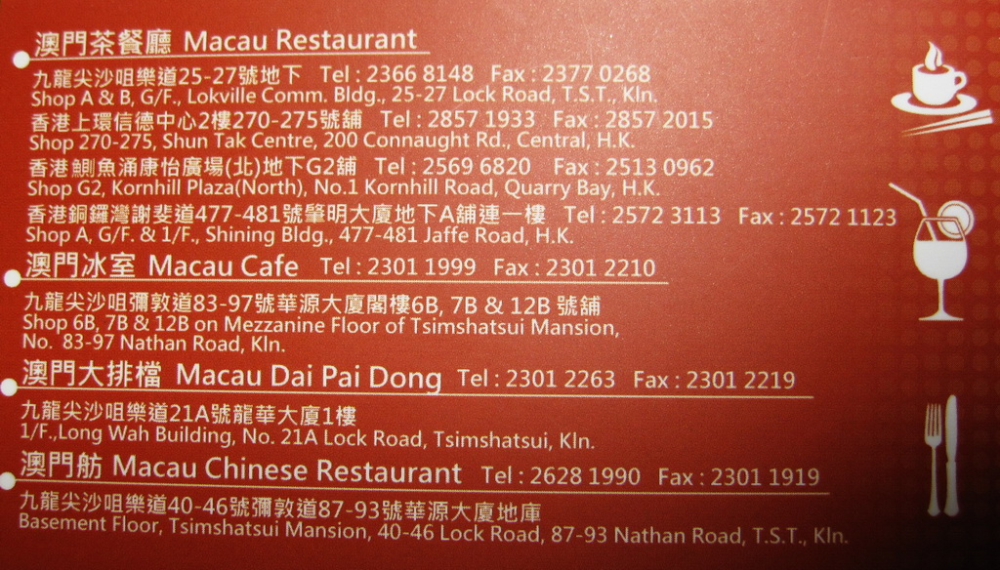 澳門茶餐廳 Macau Restaurant
九龍尖沙咀樂道25-27號地下 Tel : 2366 8148 Fax : 2377 0268
Shop A & B, G/F., Lokville Comm. Bldg., 25-27 Lock Road, T.S.T., Kln.
香港上環信德中心2樓270-275號舖 Tel : 2857 1933 Fax : 2857 2015
Shop 270-275, Shun Tak Centre, 200 Connaught Rd., Central, H.K.
香港鰂魚涌康怡廣場(北)地下G2舖 Tel : 2569 6820 Fax : 2513 0962
Shop G2, Kornhill Plaza(North), No.1 Kornhill Road, Quarry Bay, H.K.
香港銅鑼灣謝斐道477-481號肇明大廈地下A舖連一樓 Tel : 2572 3113 Fax : 2572 1123
Shop A, G/F. & 1/F., Shining Bldg., 477-481 Jaffe Road, H.K.
澳門冰室 Macau Cafe Tel : 2301 1999 Fax : 2301 2210
九龍尖沙咀彌敦道83-97號華源大廈閣樓6B, 7B & 12B 號舖
Shop 6B, 7B & 12B on Mezzanine Floor of Tsimshatsui Mansion,
No. 83-97 Nathan Road, Kln.
澳門大排檔 Macau Dai Pai Dong Tel : 2301 2263 Fax : 2301 2219
九龍尖沙咀樂道21A號龍華大廈1樓
1/F.,Long Wah Building, No. 21A Lock Road, Tsimshatsui, Kln.
澳門舫 Macau Chinese Restaurant Tel : 2628 1990 Fax : 2301 1919
九龍尖沙咀樂道40-46號彌敦道87-93號華源大廈地庫
Basement Floor, Tsimshatsui Mansion, 40-46 Lock Road, 87-93 Nathan Road, T.S.T., Kln.